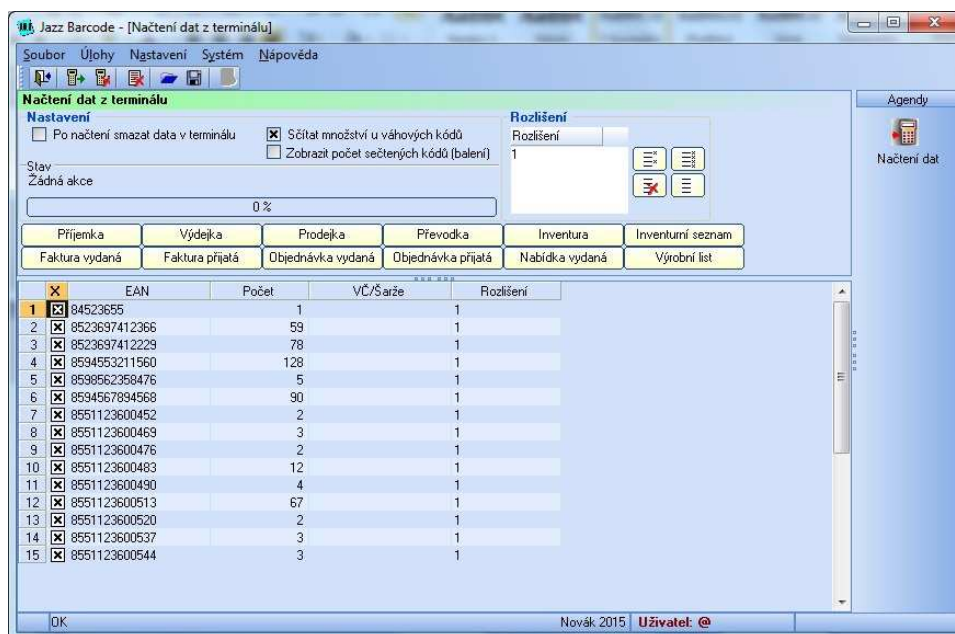 Jazz Barcode - [Načtení dat z terminálu]
Soubor Úlohy Nastavení Systém Nápověda
Načtení dat z terminálu
Agendy
Nastavení
Rozlišení
Po načtení smazat data v terminálu
Sčítat množství u váhových kódů
Rozlišení
Zobrazit počet sečtených kódů (balení)
1
Načtení dat
Stav
Žádná akce
0 %
Příjemka Výdejka Prodejka Převodka Inventura Inventurní seznam
Faktura vydaná Faktura přijatá Objednávka vydaná Objednávka přijatá Nabídka vydaná Výrobní list
X EAN Počet VČ/Šarže Rozlišení
1 84523655 1 1
2 8523697412366 59 1
3 8523697412229 78 1
4 8594553211560 128 1
5 8598562358476 5 1
6 8594567894568 90 1
7 8551123600452 2 1
8 8551123600469 3 1
9 8551123600476 2 1
10 8551123600483 12 1
11 8551123600490 4 1
12 8551123600513 67 1
13 8551123600520 2 1
14 8551123600537 3 1
15 8551123600544 3 1
OK Novák 2015 Uživatel: @